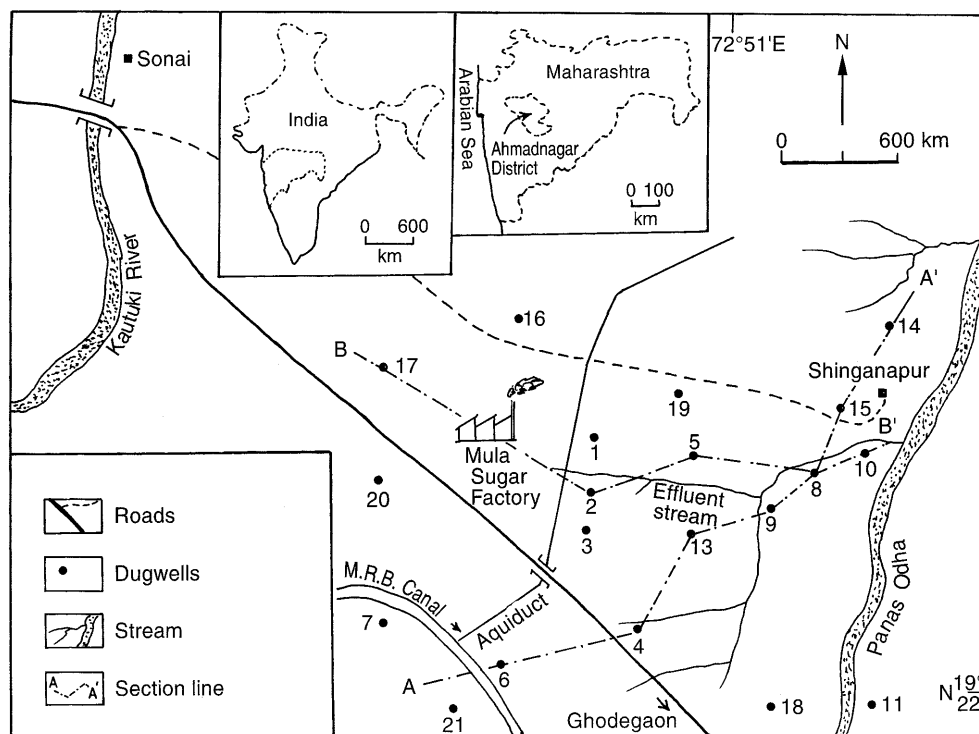 Sonai
India
0 600
km
Arabian Sea
Maharashtra
Ahmadnagar
District
0 100
km
72°51'E
N
0 600 km
Kautuki River
B
17
16
A'
14
Shinganapur
15
B'
19
Mula
Sugar
Factory
1
5
10
8
2
Effluent
stream
9
20
3
13
M.R.B. Canal
Aquiduct
7
4
6
A
21
Ghodegaon
18
11
Panas Odha
N 19°
22
Roads
Dugwells
Stream
A A'
Section line